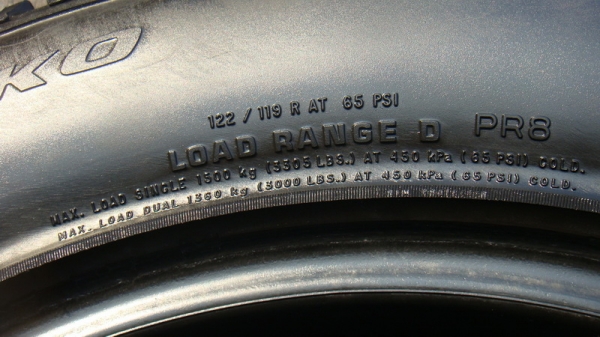 KO
122 / 119 R AT 65 PSI
LOAD RANGE D PR8
MAX. LOAD SINGLE 1500 kg (3305 LBS.) AT 450 kPa (65 PSI) COLD.
MAX. LOAD DUAL 1360 kg (3000 LBS.) AT 450 kPa (65 PSI) COLD.